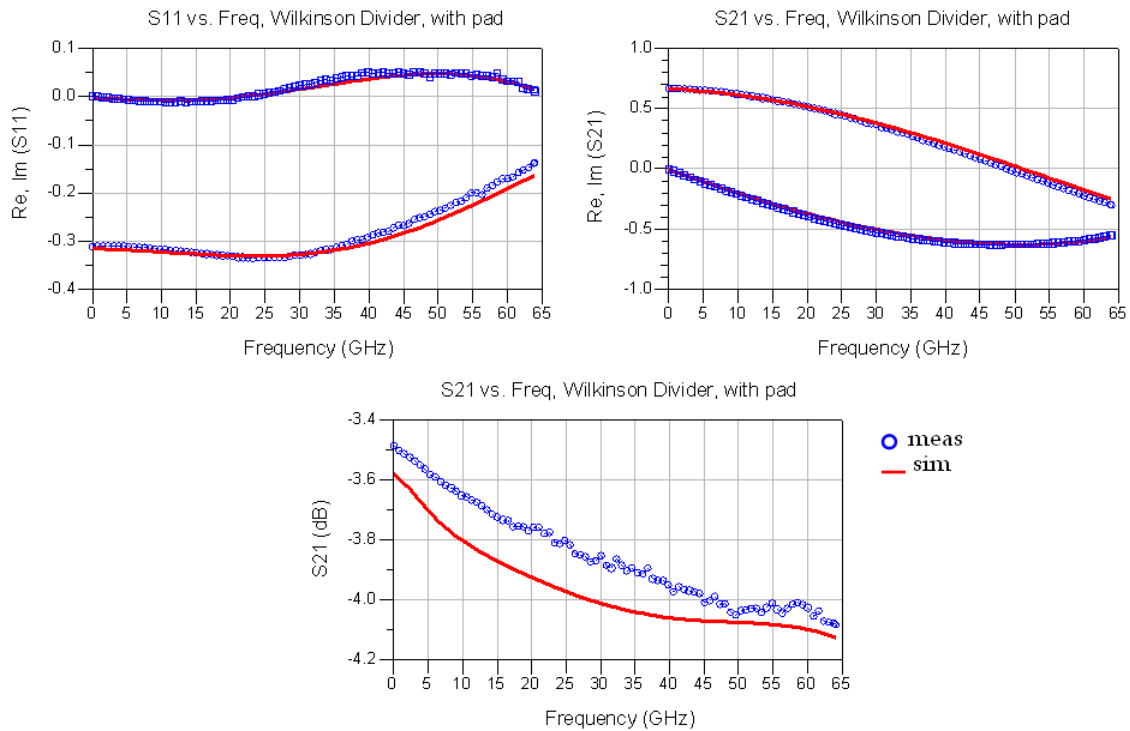 S11 vs. Freq, Wilkinson Divider, with pad
Re, Im (S11)
0.1
0.0
-0.1
-0.2
-0.3
-0.4
0 5 10 15 20 25 30 35 40 45 50 55 60 65
Frequency (GHz)
S21 vs. Freq, Wilkinson Divider, with pad
Re, Im (S21)
1.0
0.5
0.0
-0.5
-1.0
0 5 10 15 20 25 30 35 40 45 50 55 60 65
Frequency (GHz)
S21 vs. Freq, Wilkinson Divider, with pad
S21 (dB)
-3.4
-3.6
-3.8
-4.0
-4.2
0 5 10 15 20 25 30 35 40 45 50 55 60 65
Frequency (GHz)
meas
sim